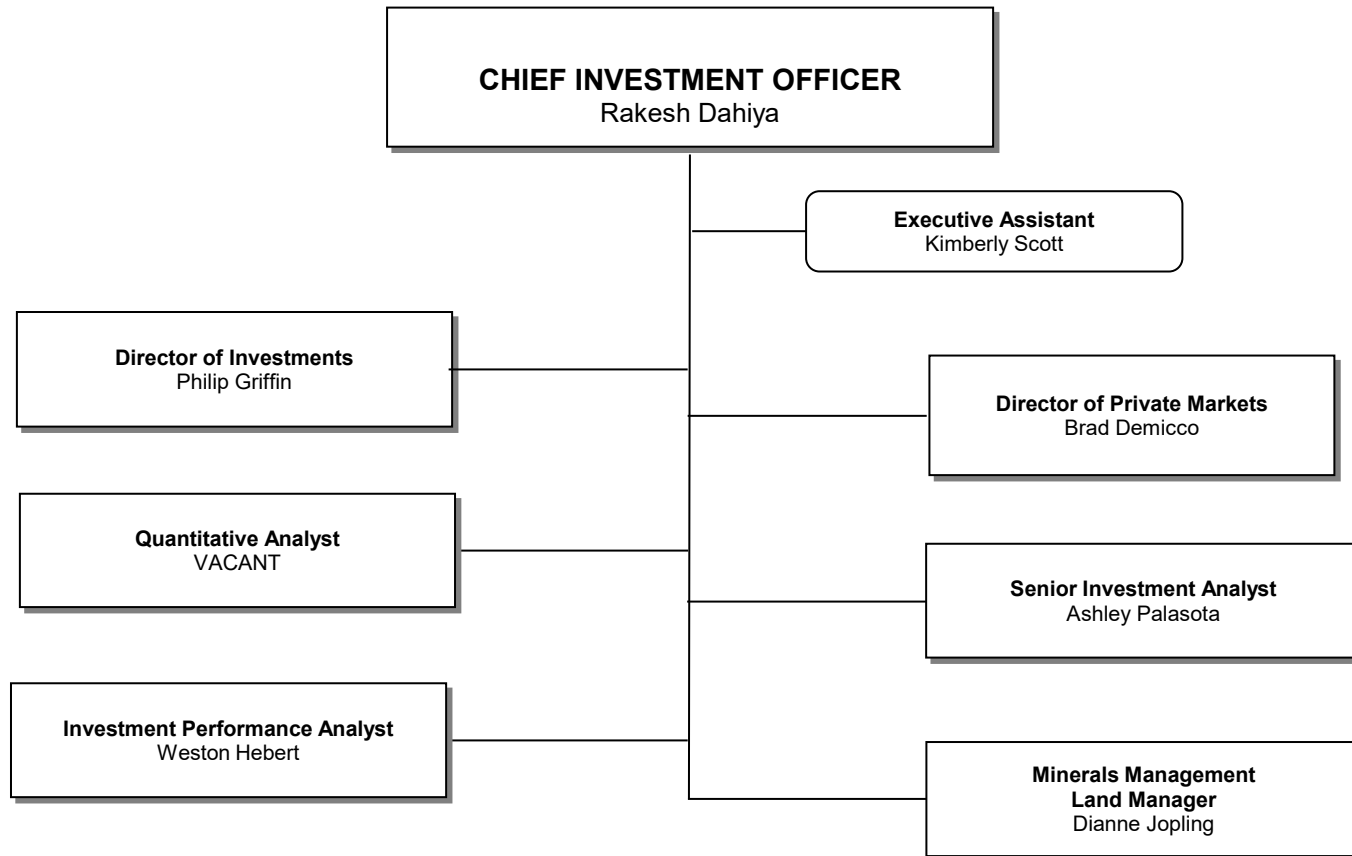 CHIEF INVESTMENT OFFICER
Rakesh Dahiya
Executive Assistant
Kimberly Scott
Director of Investments
Philip Griffin
Director of Private Markets
Brad Demicco
Quantitative Analyst
VACANT
Senior Investment Analyst
Ashley Palasota
Investment Performance Analyst
Weston Hebert
Minerals Management
Land Manager
Dianne Jopling